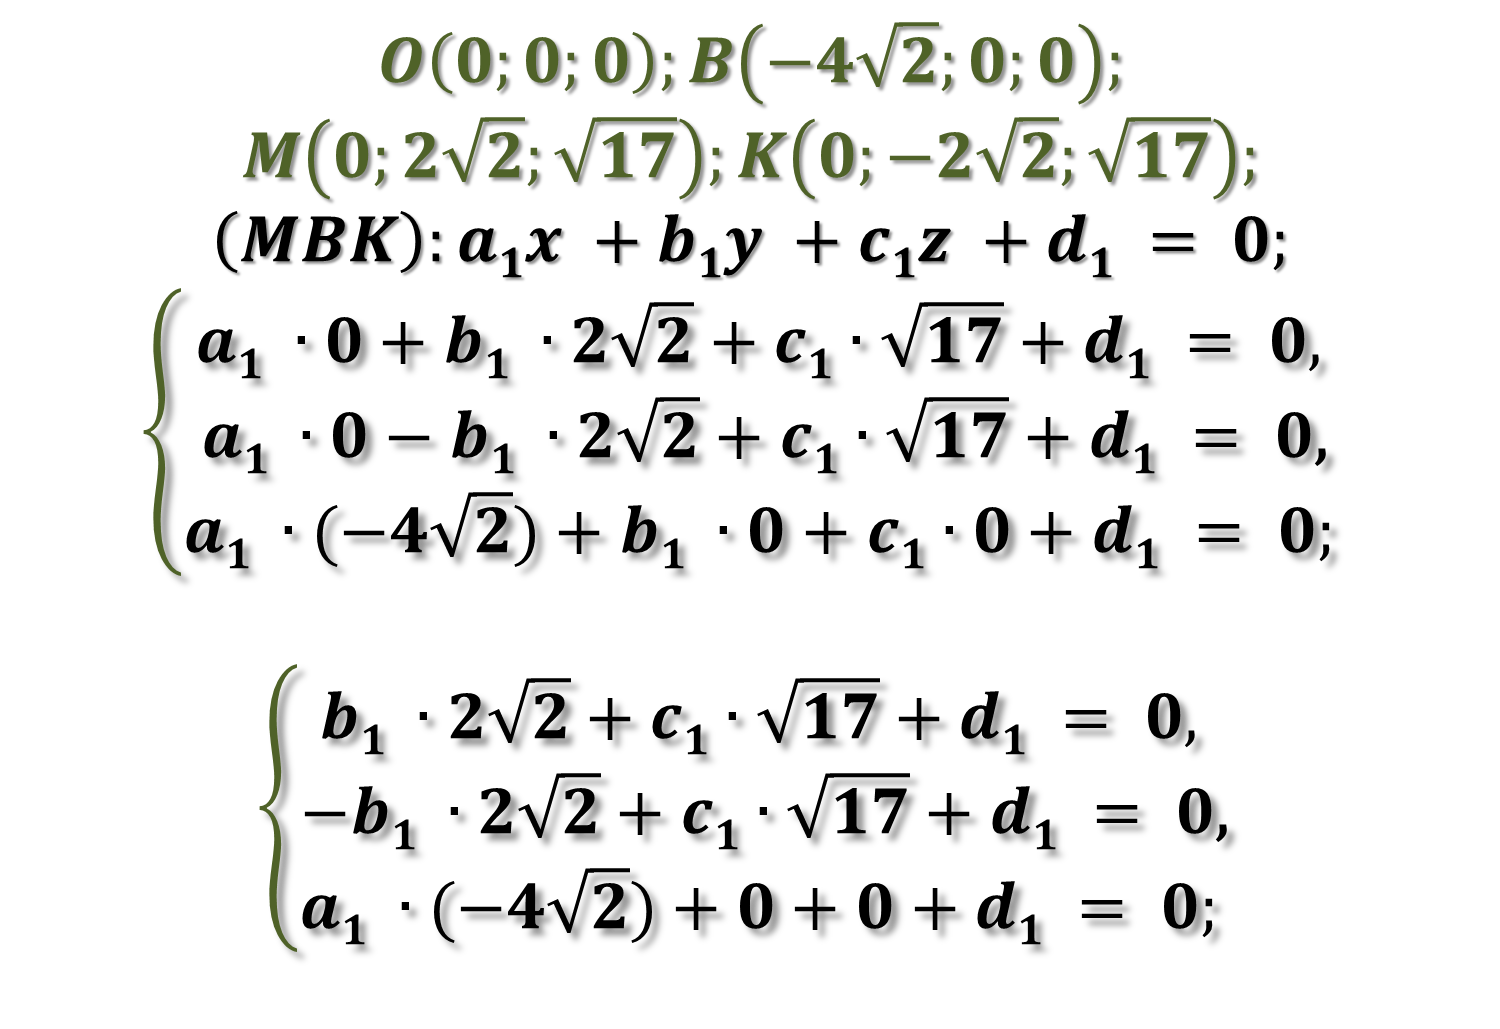 O(0; 0; 0); B(−4√2; 0; 0);
M(0; 2√2; √17); K(0; −2√2; √17);
(MBK): a₁x + b₁y + c₁z + d₁ = 0;
a₁ · 0 + b₁ · 2√2 + c₁ · √17 + d₁ = 0,
a₁ · 0 − b₁ · 2√2 + c₁ · √17 + d₁ = 0,
a₁ · (−4√2) + b₁ · 0 + c₁ · 0 + d₁ = 0;
b₁ · 2√2 + c₁ · √17 + d₁ = 0,
−b₁ · 2√2 + c₁ · √17 + d₁ = 0,
a₁ · (−4√2) + 0 + 0 + d₁ = 0;